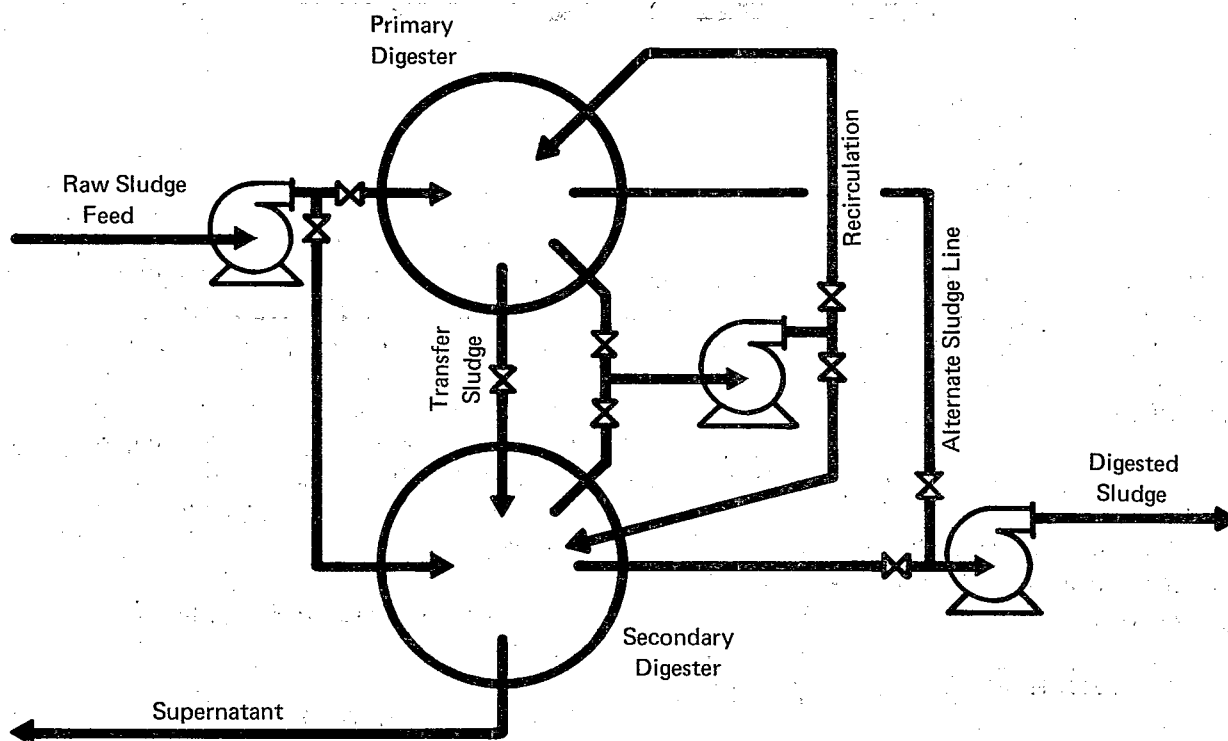 Primary
Digester
Raw Sludge
Feed
Recirculation
Transfer
Sludge
Alternate Sludge Line
Digested
Sludge
Secondary
Digester
Supernatant